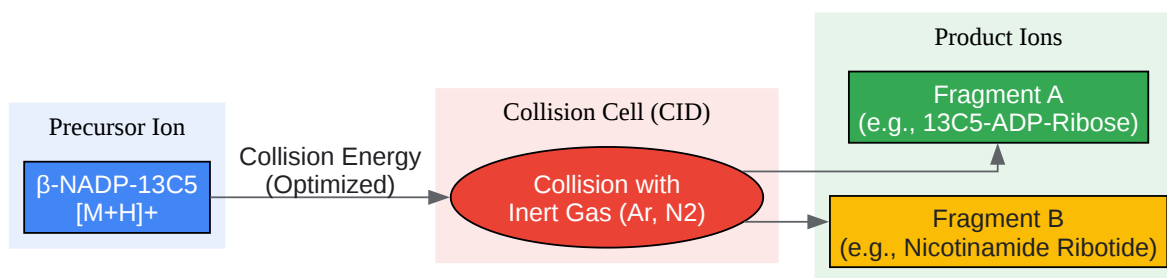 Precursor Ion
β-NADP-13C5
[M+H]+
Collision Energy
(Optimized)
Collision Cell (CID)
Collision with
Inert Gas (Ar, N2)
Product Ions
Fragment A
(e.g., 13C5-ADP-Ribose)
Fragment B
(e.g., Nicotinamide Ribotide)